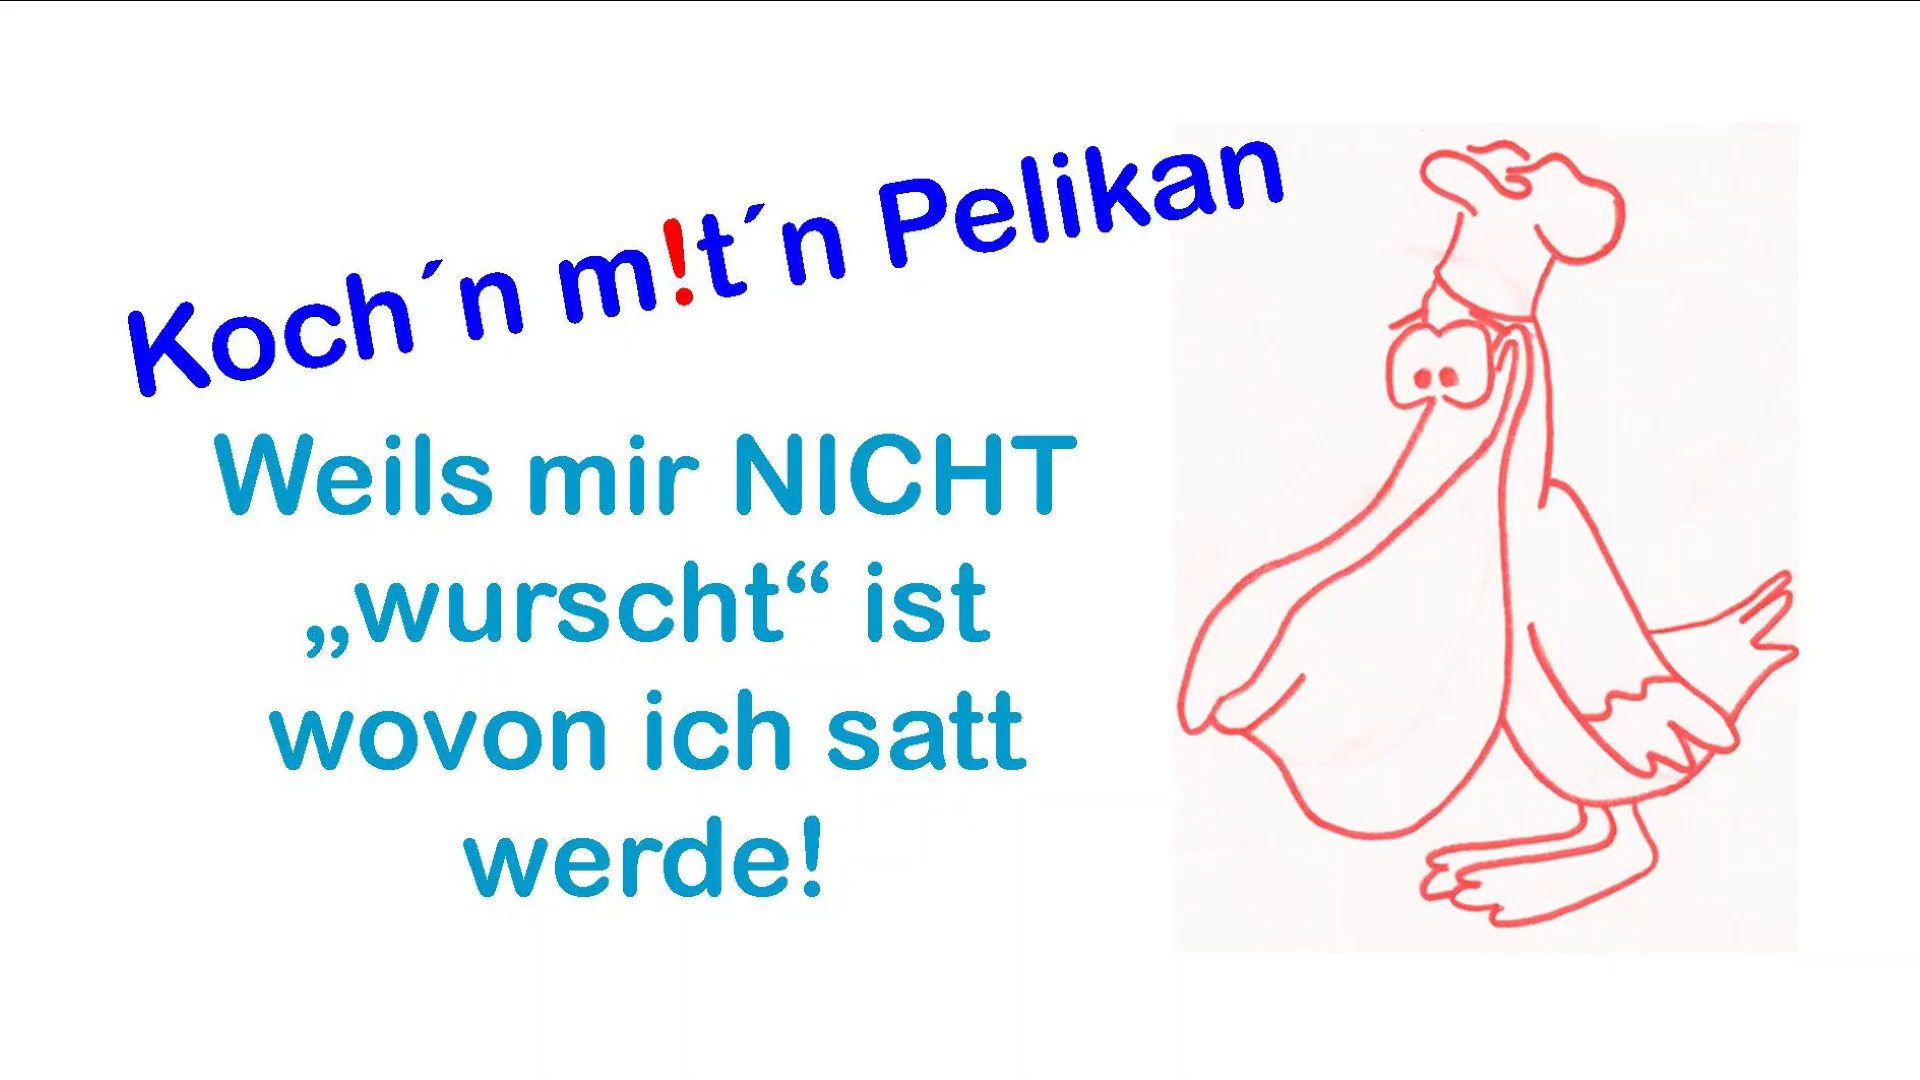 Koch´n m!t´n Pelikan
Weils mir NICHT
„wurscht“ ist
wovon ich satt
werde!